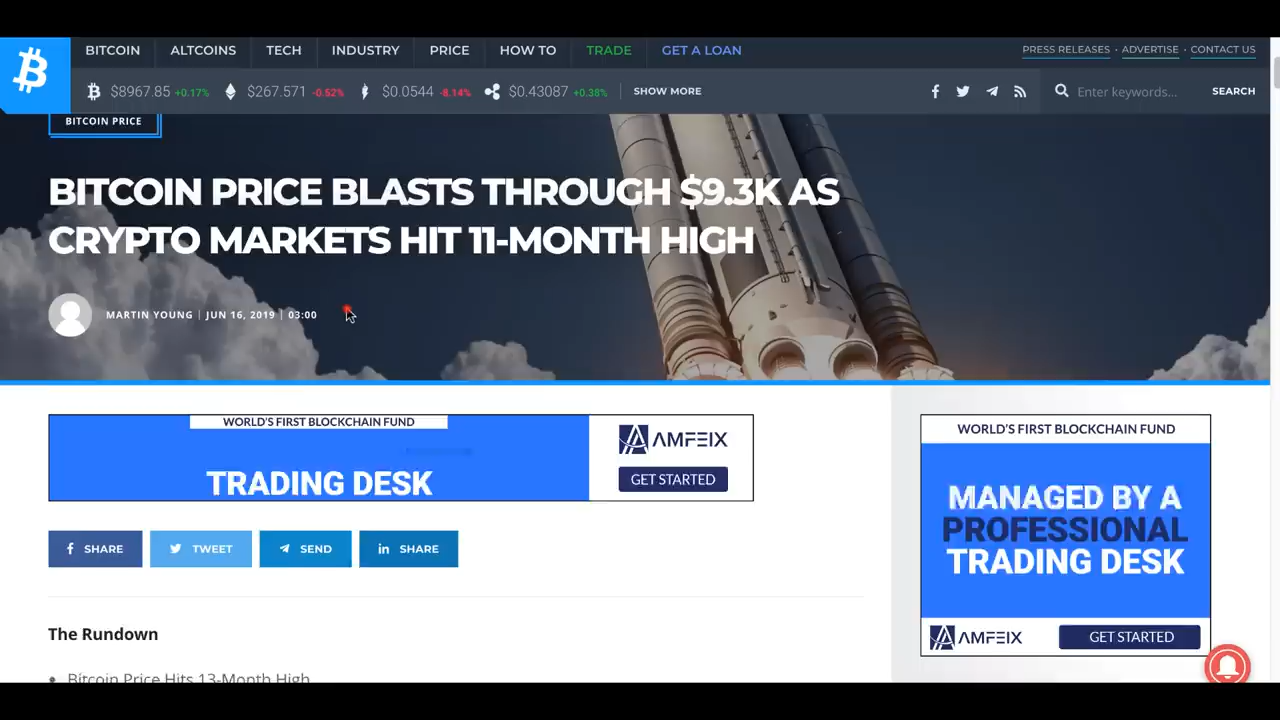 BITCOIN ALTCOINS TECH INDUSTRY PRICE HOW TO TRADE GET A LOAN PRESS RELEASES · ADVERTISE · CONTACT US
$8967.85 +0.17% $267.571 -0.52% $0.0544 -8.14% $0.43087 +0.38% SHOW MORE Enter keywords... SEARCH
BITCOIN PRICE
BITCOIN PRICE BLASTS THROUGH $9.3K AS
CRYPTO MARKETS HIT 11-MONTH HIGH
MARTIN YOUNG | JUN 16, 2019 | 03:00
WORLD'S FIRST BLOCKCHAIN FUND
TRADING DESK
AMFEIX
GET STARTED
WORLD'S FIRST BLOCKCHAIN FUND
MANAGED BY A
PROFESSIONAL
TRADING DESK
AMFEIX GET STARTED
SHARE TWEET SEND SHARE
The Rundown
• Bitcoin Price Hits 13-Month High